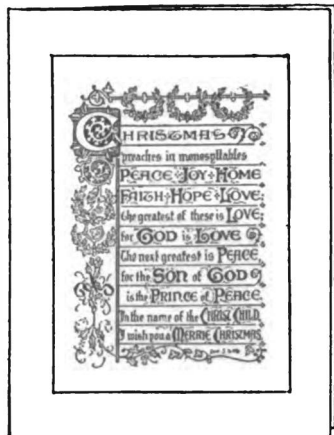 CHRISTMAS
preaches in monosyllables
PEACE · JOY · HOME
FAITH · HOPE · LOVE:
the greatest of these is LOVE;
for GOD is LOVE
The next greatest is PEACE
for the SON of GOD
is the PRINCE of PEACE.
In the name of the CHRIST CHILD,
I wish you a MERRIE CHRISTMAS.